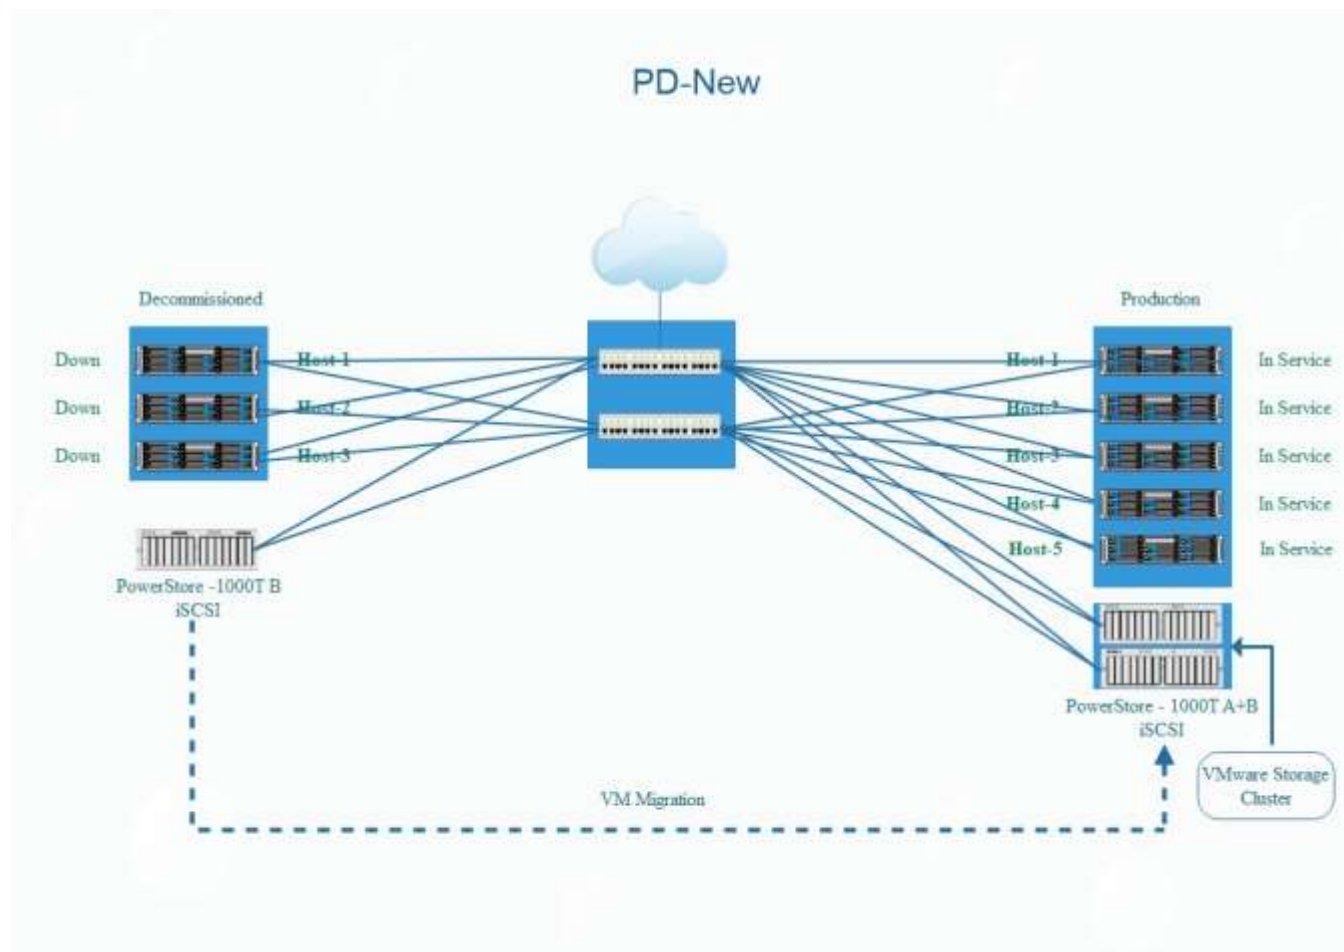 PD-New
Decommissioned
Production
Down
Host-1
Host-1
In Service
Down
Host-2
Host-2
In Service
Down
Host-3
Host-3
In Service
Host-4
In Service
Host-5
In Service
PowerStore -1000T B
iSCSI
PowerStore - 1000T A+B
iSCSI
VMware Storage
Cluster
VM Migration